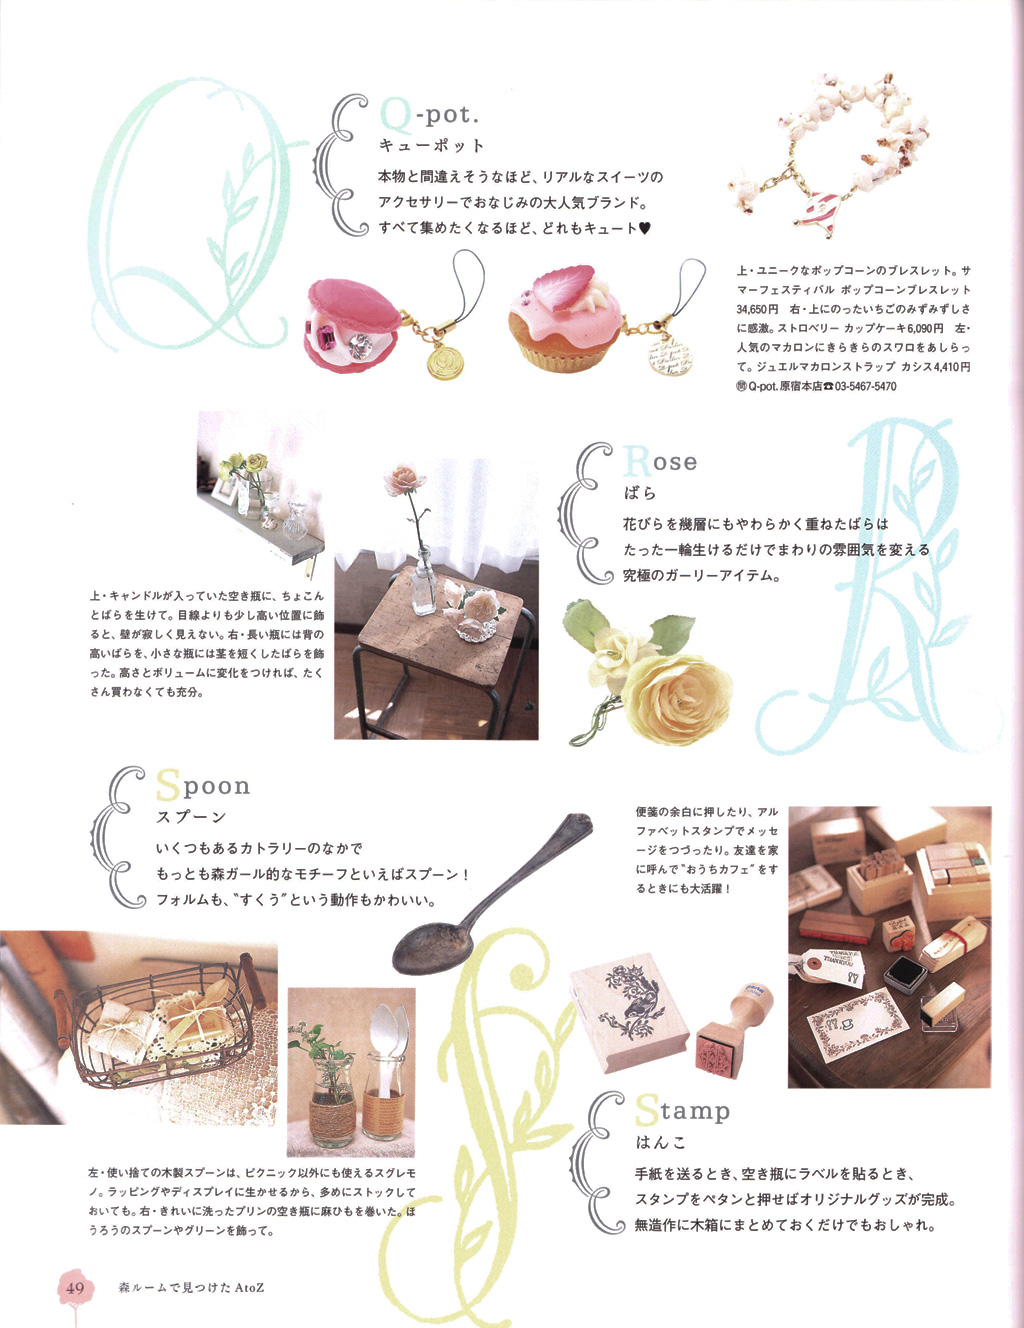 Q
Q-pot.
キューポット
本物と間違えそうなほど、リアルなスイーツの
アクセサリーでおなじみの大人気ブランド。
すべて集めたくなるほど、どれもキュート♥
上・ユニークなポップコーンのブレスレット。サ
マーフェスティバル ポップコーンブレスレット
34,650円　右・上にのったいちごのみずみずしさ
に感激。ストロベリー カップケーキ6,090円　左・
人気のマカロンにきらきらのスワロをあしらっ
て。ジュエルマカロンストラップ カシス4,410円
㉄Q-pot.原宿本店☎03-5467-5470
R
Rose
ばら
花びらを幾層にもやわらかく重ねたばらは
たった一輪生けるだけでまわりの雰囲気を変える
究極のガーリーアイテム。
上・キャンドルが入っていた空き瓶に、ちょこん
とばらを生けて。目線よりも少し高い位置に飾
ると、壁が寂しく見えない。右・長い瓶には背の
高いばらを、小さな瓶には茎を短くしたばらを飾
った。高さとボリュームに変化をつければ、たく
さん買わなくても充分。
Spoon
スプーン
いくつもあるカトラリーのなかで
もっとも森ガール的なモチーフといえばスプーン！
フォルムも、“すくう”という動作もかわいい。
便箋の余白に押したり、アル
ファベットスタンプでメッセ
ージをつづったり。友達を家
に呼んで“おうちカフェ”をす
るときにも大活躍！
S
左・使い捨ての木製スプーンは、ピクニック以外にも使えるスグレモ
ノ。ラッピングやディスプレイに生かせるから、多めにストックして
おいても。右・きれいに洗ったプリンの空き瓶に麻ひもを巻いた。ほ
うろうのスプーンやグリーンを飾って。
Stamp
はんこ
手紙を送るとき、空き瓶にラベルを貼るとき、
スタンプをペタンと押せばオリジナルグッズが完成。
無造作に木箱にまとめておくだけでもおしゃれ。
49
森ルームで見つけた AtoZ